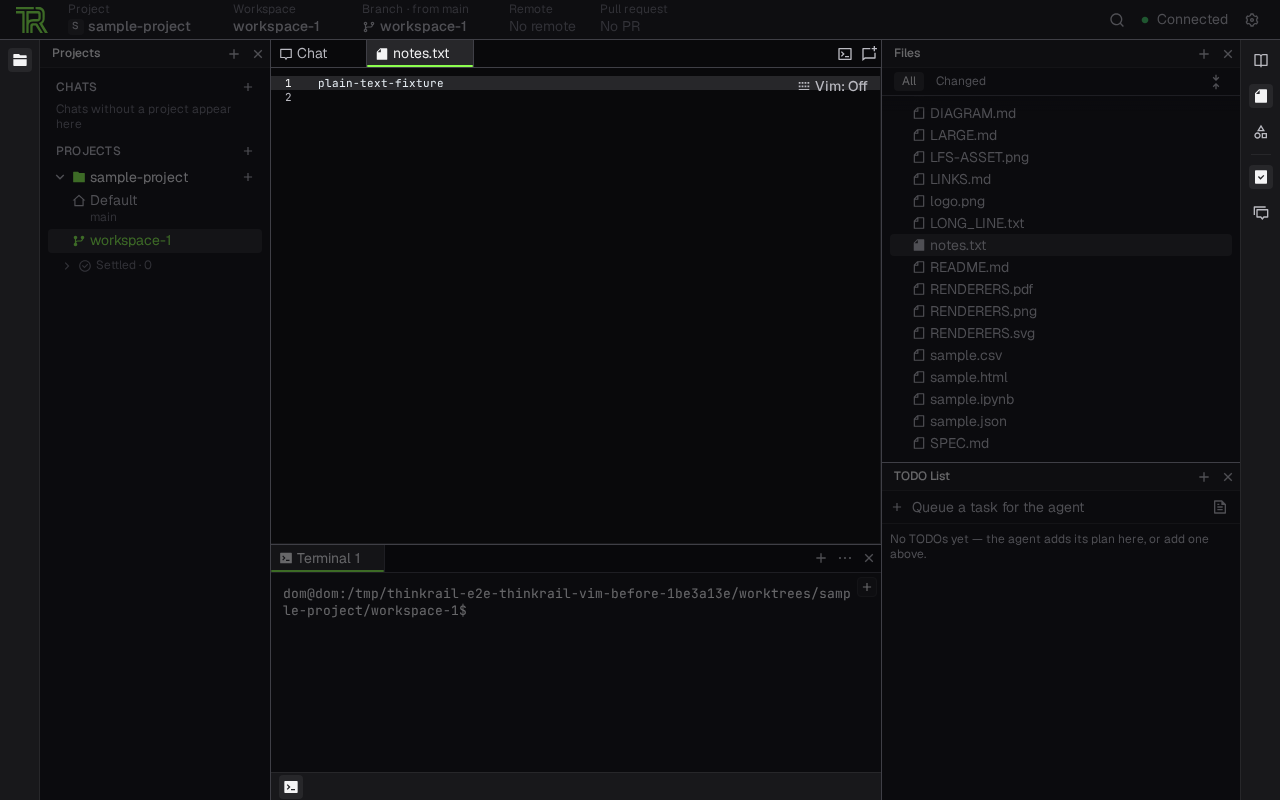 TR
Project
S sample-project
Workspace
workspace-1
Branch · from main
workspace-1
Remote
No remote
Pull request
No PR
Connected
Projects
CHATS
Chats without a project appear
here
PROJECTS
sample-project
Default
main
workspace-1
Settled · 0
Chat
notes.txt
1 plain-text-fixture
2
Vim: Off
Terminal 1
dom@dom:/tmp/thinkrail-e2e-thinkrail-vim-before-1be3a13e/worktrees/samp
le-project/workspace-1$
Files
All
Changed
DIAGRAM.md
LARGE.md
LFS-ASSET.png
LINKS.md
logo.png
LONG_LINE.txt
notes.txt
README.md
RENDERERS.pdf
RENDERERS.png
RENDERERS.svg
sample.csv
sample.html
sample.ipynb
sample.json
SPEC.md
TODO List
Queue a task for the agent
No TODOs yet — the agent adds its plan here, or add one
above.